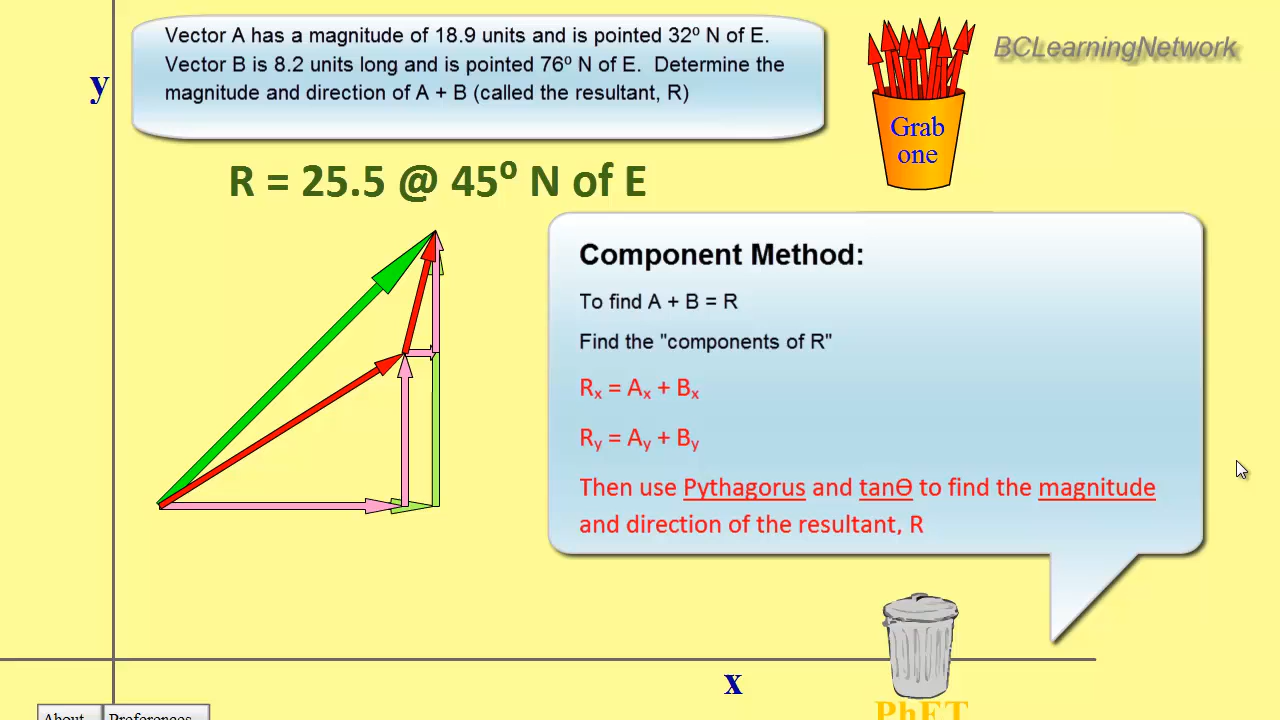 Vector A has a magnitude of 18.9 units and is pointed 32º N of E.
Vector B is 8.2 units long and is pointed 76º N of E.  Determine the
magnitude and direction of A + B (called the resultant, R)
BCLearningNetwork
y
Grab
one
R = 25.5 @ 45º N of E
Component Method:
To find A + B = R
Find the "components of R"
Rₓ = Aₓ + Bₓ
Rᵧ = Aᵧ + Bᵧ
Then use Pythagorus and tanΘ to find the magnitude
and direction of the resultant, R
x
PhET
About
Preferences